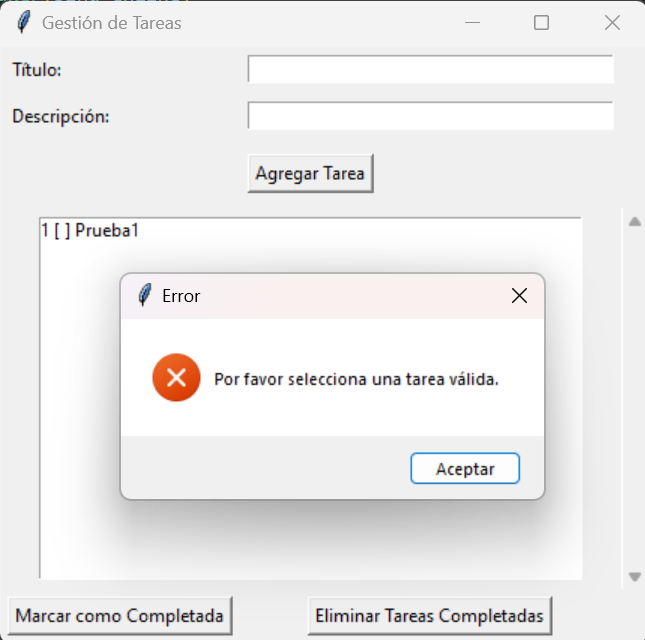 Gestión de Tareas
Título:
Descripción:
Agregar Tarea
1 [ ] Prueba1
Error
Por favor selecciona una tarea válida.
Aceptar
Marcar como Completada
Eliminar Tareas Completadas